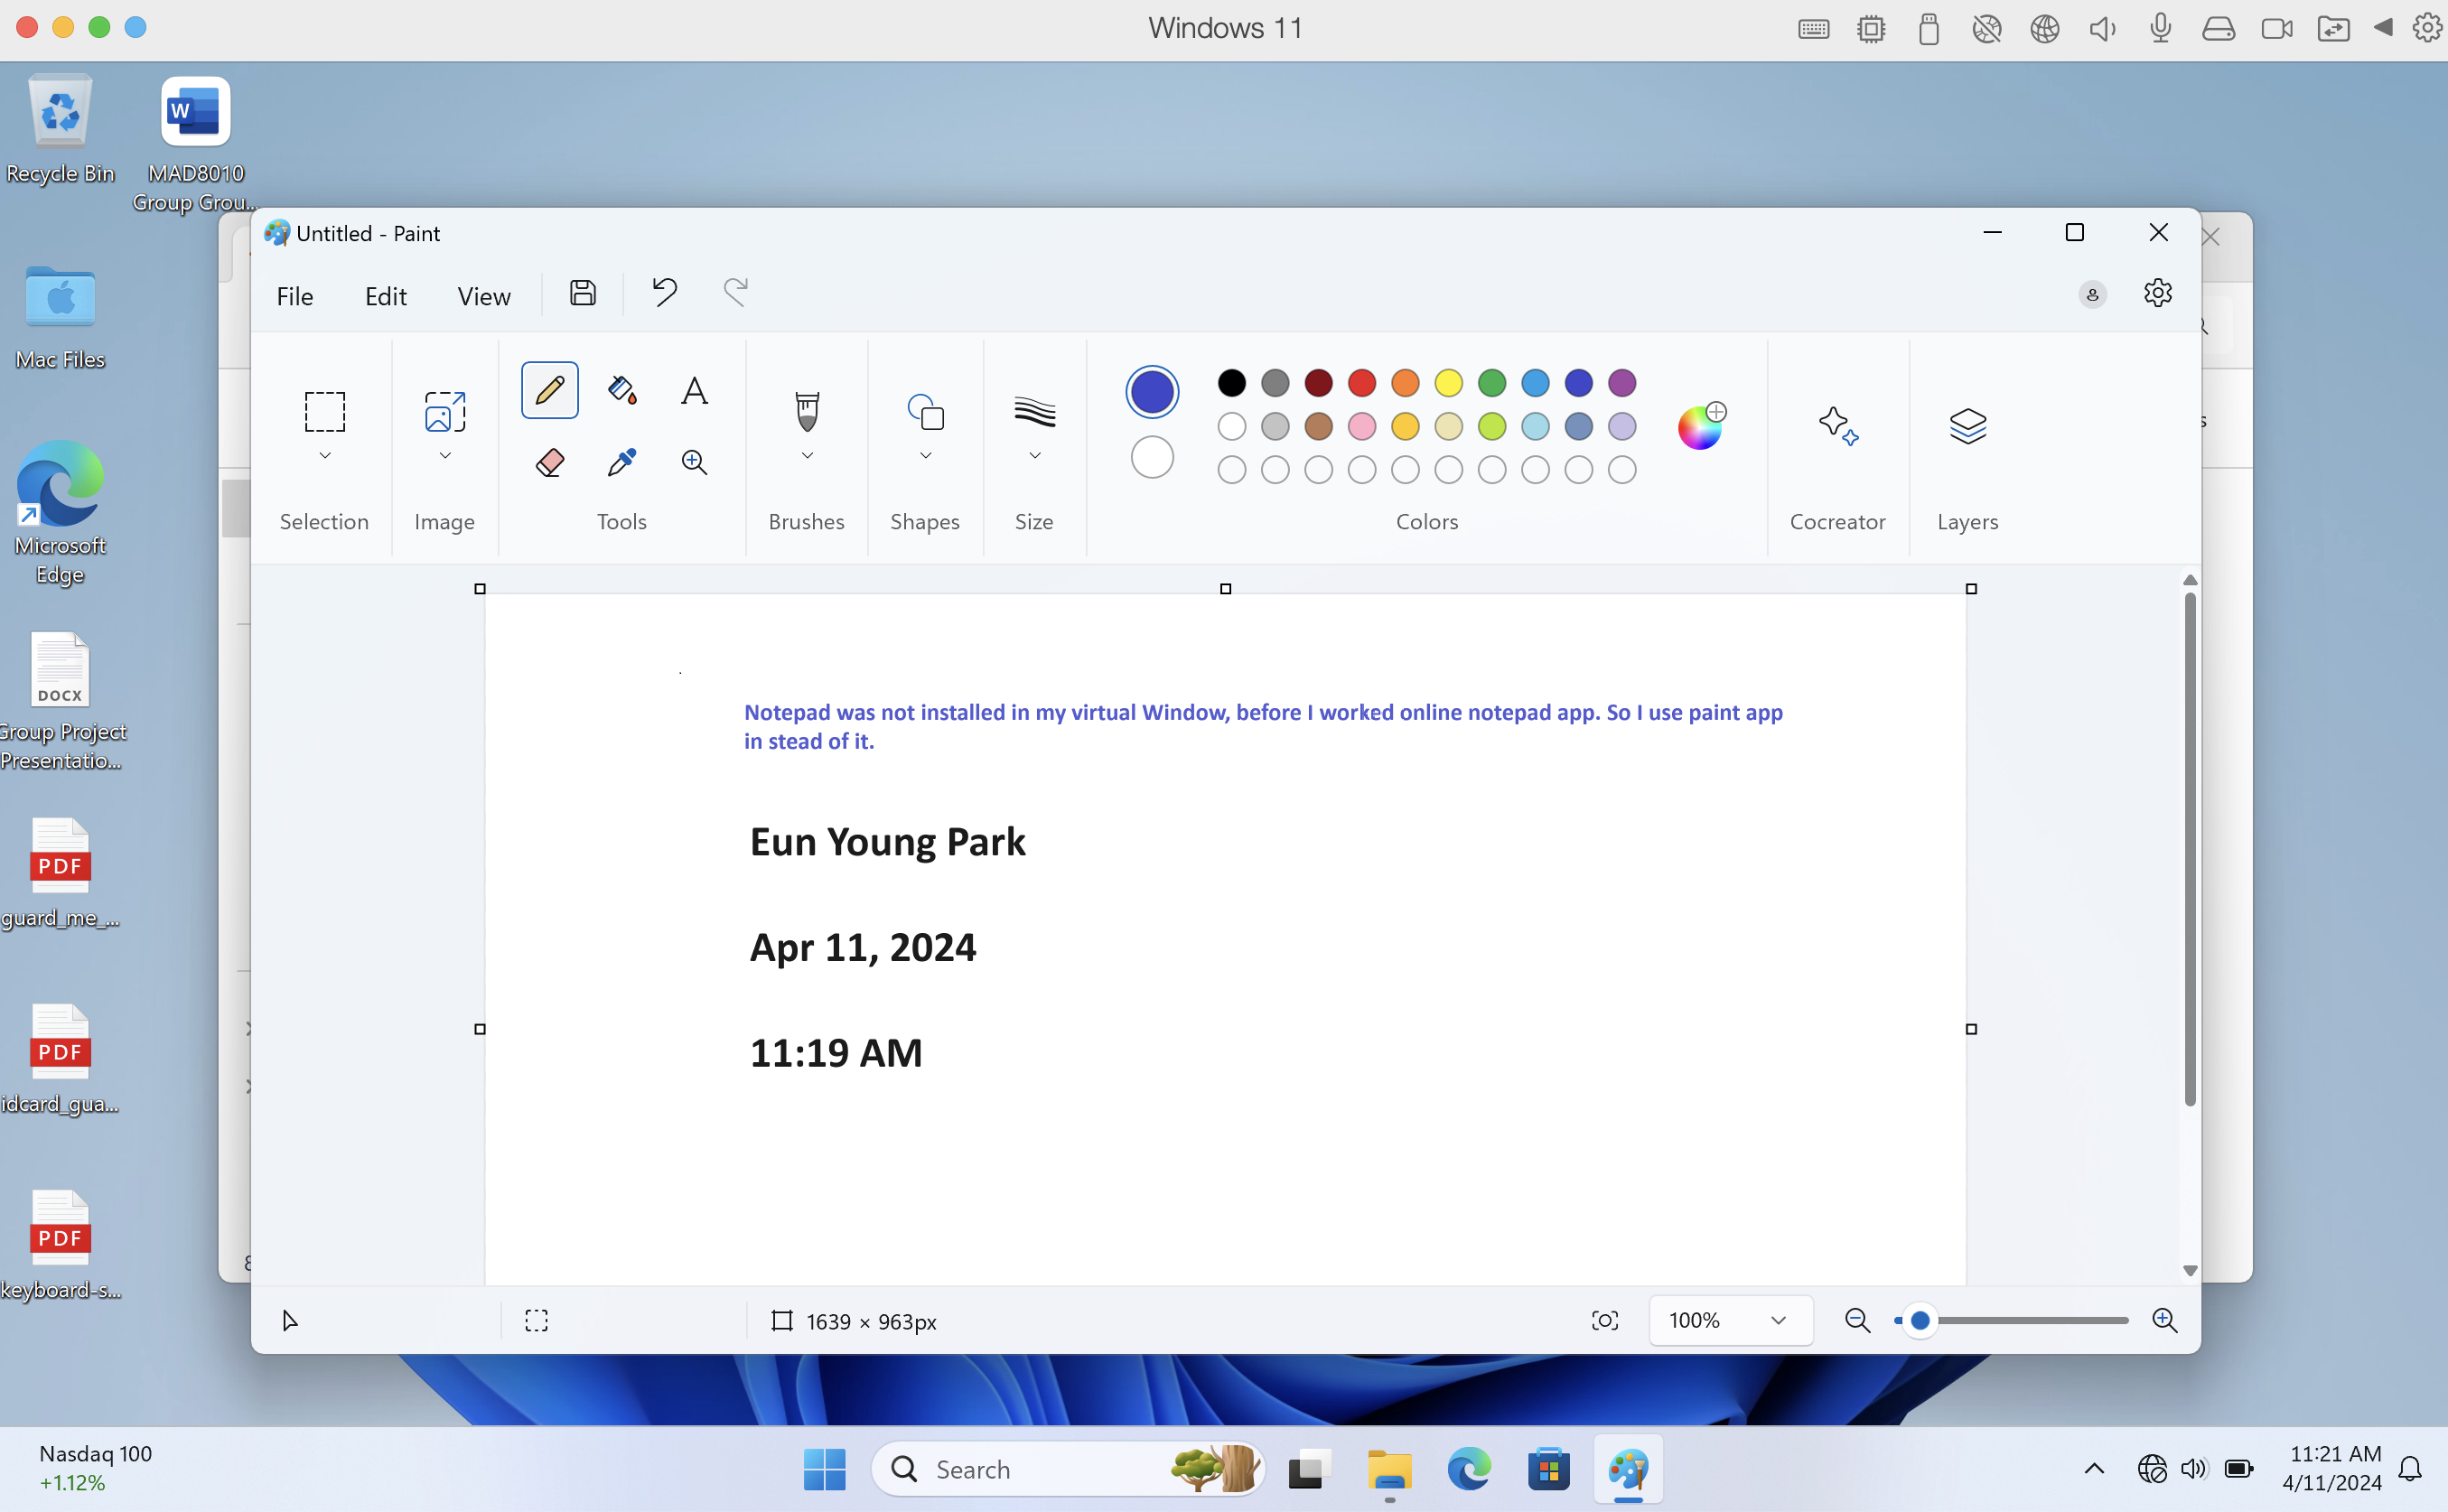 Windows 11
Recycle Bin
MAD8010
Group Grou...
Mac Files
Microsoft
Edge
DOCX
Group Project
Presentatio...
PDF
guard_me_...
PDF
idcard_gua...
PDF
keyboard-s...
Untitled - Paint
File Edit View
Selection Image Tools Brushes Shapes Size Colors Cocreator Layers
Notepad was not installed in my virtual Window, before I worked online notepad app. So I use paint app
in stead of it.
Eun Young Park
Apr 11, 2024
11:19 AM
1639 × 963px
100%
Nasdaq 100
+1.12%
Search
11:21 AM
4/11/2024